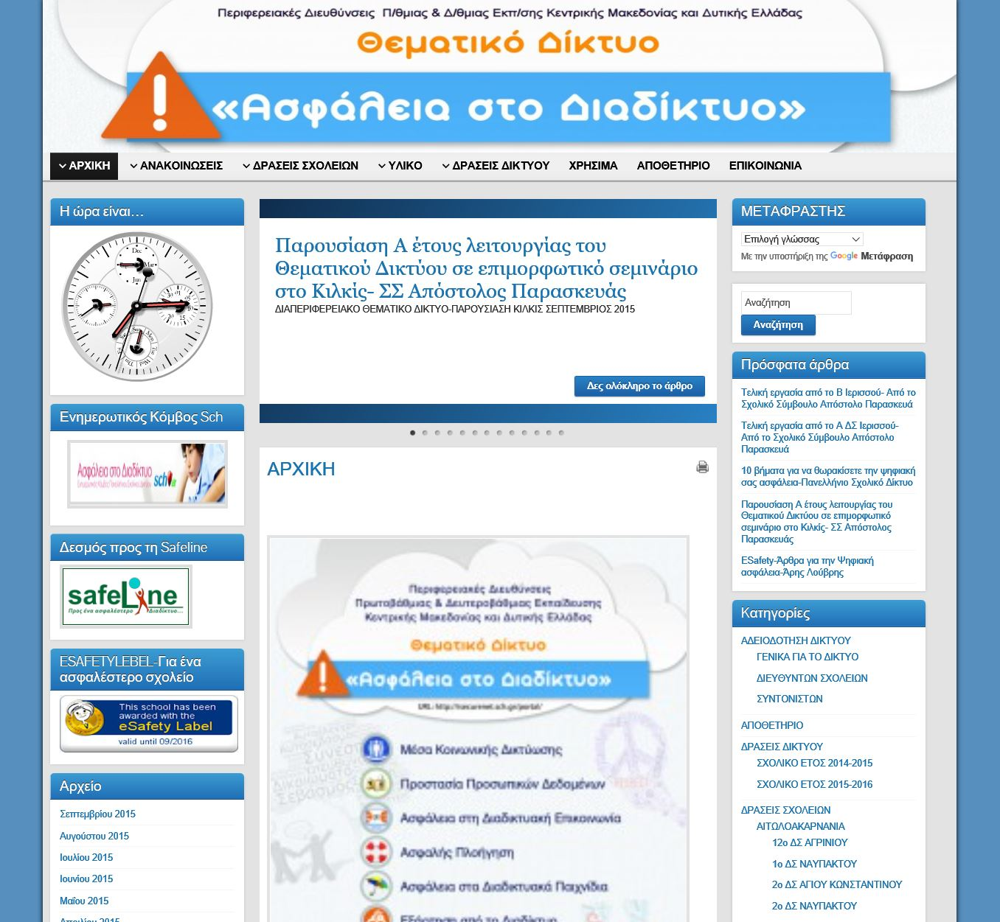 Περιφερειακές Διευθύνσεις Π/θμιας & Δ/θμιας Εκπ/σης Κεντρικής Μακεδονίας και Δυτικής Ελλάδας
Θεματικό Δίκτυο
«Ασφάλεια στο Διαδίκτυο»
ΑΡΧΙΚΗ ΑΝΑΚΟΙΝΩΣΕΙΣ ΔΡΑΣΕΙΣ ΣΧΟΛΕΙΩΝ ΥΛΙΚΟ ΔΡΑΣΕΙΣ ΔΙΚΤΥΟΥ ΧΡΗΣΙΜΑ ΑΠΟΘΕΤΗΡΙΟ ΕΠΙΚΟΙΝΩΝΙΑ
Η ώρα είναι…
Dec
Mar
Jun
Sun
Ενημερωτικός Κόμβος Sch
Ασφάλεια στο Διαδίκτυο
Δεσμός προς τη Safeline
safeLine
Προς ένα ασφαλέστερο Διαδίκτυο...
ESAFETYLEBEL-Για ένα
ασφαλέστερο σχολείο
This school has been
awarded with the
eSafety Label
valid until 09/2016
Αρχείο
Σεπτεμβρίου 2015
Αυγούστου 2015
Ιουλίου 2015
Ιουνίου 2015
Μαΐου 2015
Απριλίου 2015
Παρουσίαση Α έτους λειτουργίας του
Θεματικού Δικτύου σε επιμορφωτικό σεμινάριο
στο Κιλκίς- ΣΣ Απόστολος Παρασκευάς
ΔΙΑΠΕΡΙΦΕΡΕΙΑΚΟ ΘΕΜΑΤΙΚΟ ΔΙΚΤΥΟ-ΠΑΡΟΥΣΙΑΣΗ ΚΙΛΚΙΣ ΣΕΠΤΕΜΒΡΙΟΣ 2015
Δες ολόκληρο το άρθρο
ΑΡΧΙΚΗ
Περιφερειακές Διευθύνσεις
Πρωτοβάθμιας & Δευτεροβάθμιας Εκπαίδευσης
Κεντρικής Μακεδονίας και Δυτικής Ελλάδας
Θεματικό Δίκτυο
«Ασφάλεια στο Διαδίκτυο»
Μέσα Κοινωνικής Δικτύωσης
Προστασία Προσωπικών Δεδομένων
Ασφάλεια στη Διαδικτυακή Επικοινωνία
Ασφαλής Πλοήγηση
Ασφάλεια στα Διαδικτυακά Παιχνίδια
Εξάρτηση από το Διαδίκτυο
ΜΕΤΑΦΡΑΣΤΗΣ
Επιλογή γλώσσας
Με την υποστήριξη της Google Μετάφραση
Αναζήτηση
Αναζήτηση
Πρόσφατα άρθρα
Τελική εργασία από το Β Ιερισσού- Από το
Σχολικό Σύμβουλο Απόστολο Παρασκευά
Τελική εργασία από το Α ΔΣ Ιερισσού-
Από το Σχολικό Σύμβουλο Απόστολο
Παρασκευά
10 βήματα για να θωρακίσετε την ψηφιακή
σας ασφάλεια-Πανελλήνιο Σχολικό Δίκτυο
Παρουσίαση Α έτους λειτουργίας του
Θεματικού Δικτύου σε επιμορφωτικό
σεμινάριο στο Κιλκίς- ΣΣ Απόστολος
Παρασκευάς
ESafety-Άρθρα για την Ψηφιακή
ασφάλεια-Άρης Λούβρης
Κατηγορίες
ΑΔΕΙΟΔΟΤΗΣΗ ΔΙΚΤΥΟΥ
ΓΕΝΙΚΑ ΓΙΑ ΤΟ ΔΙΚΤΥΟ
ΔΙΕΥΘΥΝΤΩΝ ΣΧΟΛΕΙΩΝ
ΣΥΝΤΟΝΙΣΤΩΝ
ΑΠΟΘΕΤΗΡΙΟ
ΔΡΑΣΕΙΣ ΔΙΚΤΥΟΥ
ΣΧΟΛΙΚΟ ΕΤΟΣ 2014-2015
ΣΧΟΛΙΚΟ ΕΤΟΣ 2015-2016
ΔΡΑΣΕΙΣ ΣΧΟΛΕΙΩΝ
ΑΙΤΩΛΟΑΚΑΡΝΑΝΙΑ
12ο ΔΣ ΑΓΡΙΝΙΟΥ
1ο ΔΣ ΝΑΥΠΑΚΤΟΥ
2ο ΔΣ ΑΓΙΟΥ ΚΩΝΣΤΑΝΤΙΝΟΥ
2ο ΔΣ ΝΑΥΠΑΚΤΟΥ